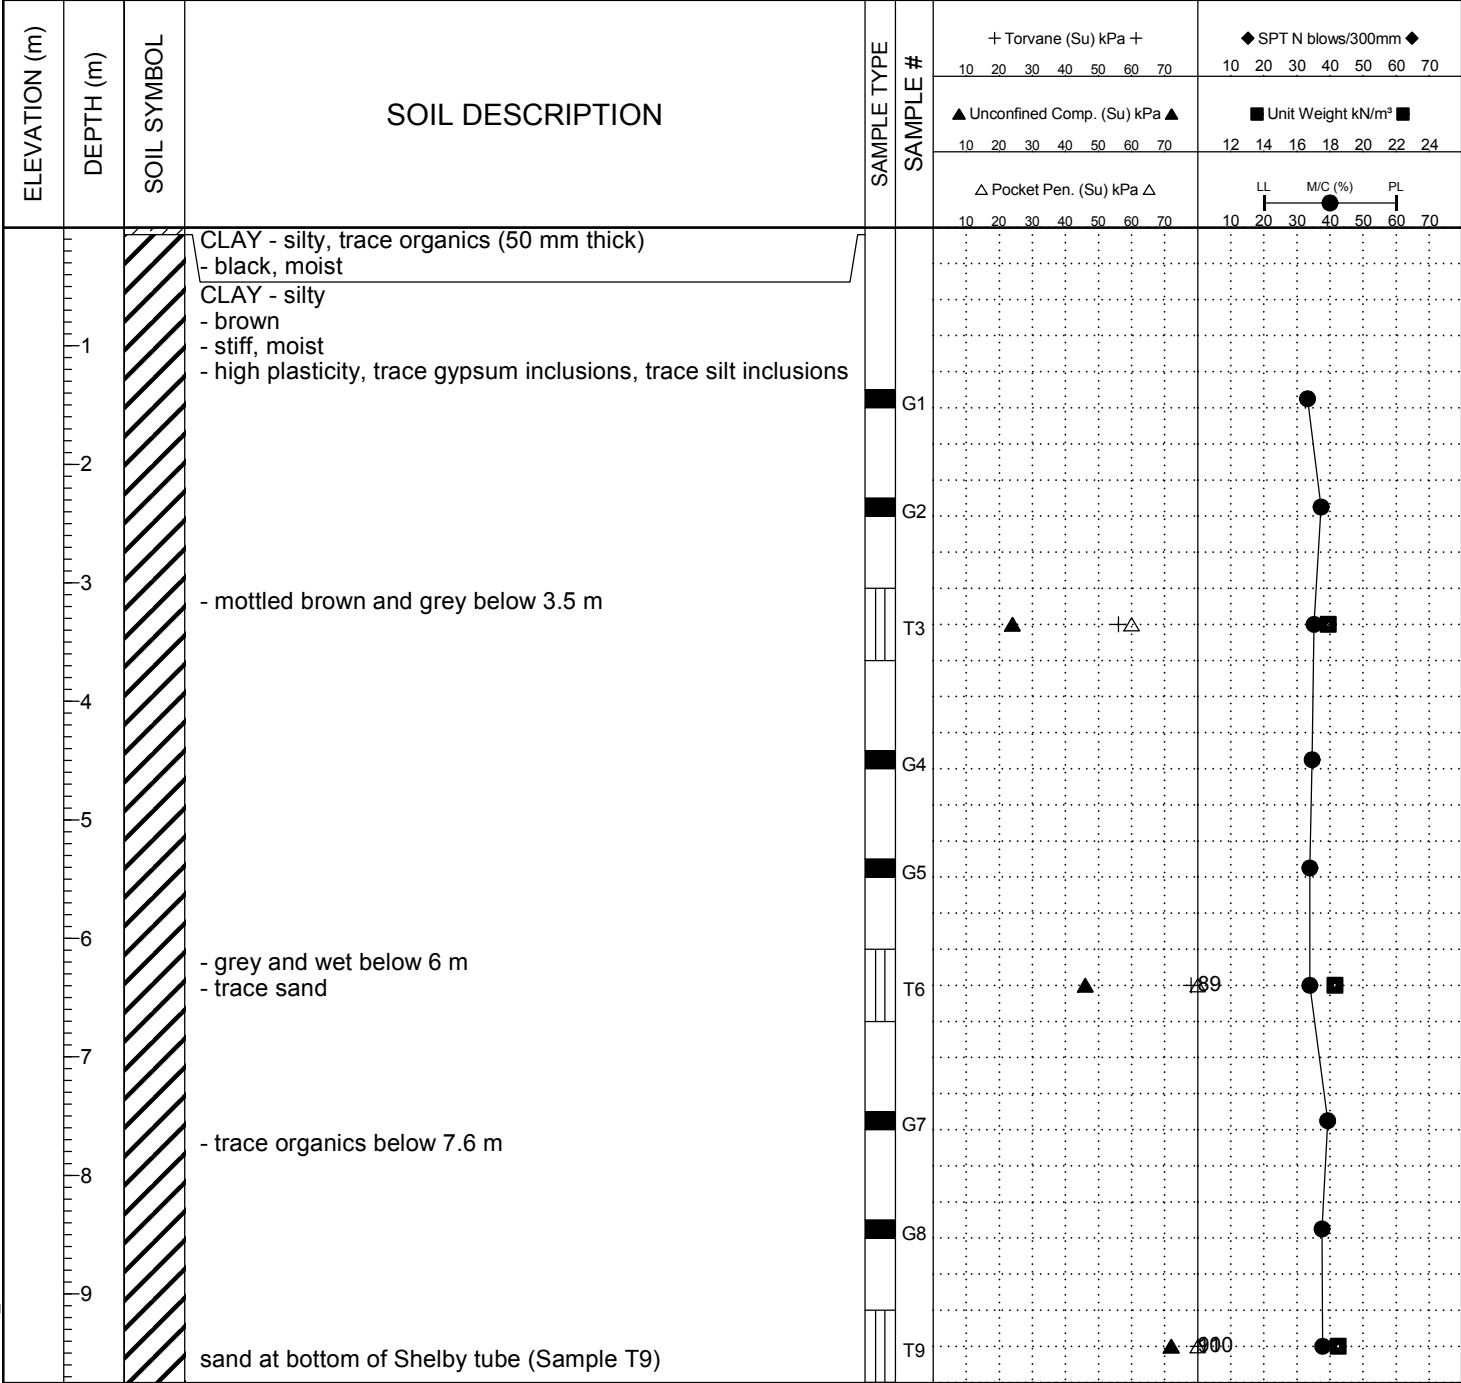 ELEVATION (m)
DEPTH (m)
SOIL SYMBOL
SOIL DESCRIPTION
SAMPLE TYPE
SAMPLE #
+ Torvane (Su) kPa +
10 20 30 40 50 60 70
▲ Unconfined Comp. (Su) kPa ▲
10 20 30 40 50 60 70
△ Pocket Pen. (Su) kPa △
10 20 30 40 50 60 70
◆ SPT N blows/300mm ◆
10 20 30 40 50 60 70
■ Unit Weight kN/m³ ■
12 14 16 18 20 22 24
LL M/C (%) PL
10 20 30 40 50 60 70
CLAY - silty, trace organics (50 mm thick)
- black, moist
CLAY - silty
- brown
- stiff, moist
1
- high plasticity, trace gypsum inclusions, trace silt inclusions
G1
2
G2
3
- mottled brown and grey below 3.5 m
T3
4
G4
5
G5
6
- grey and wet below 6 m
- trace sand
T6
89
7
G7
- trace organics below 7.6 m
8
G8
9
T9
sand at bottom of Shelby tube (Sample T9)